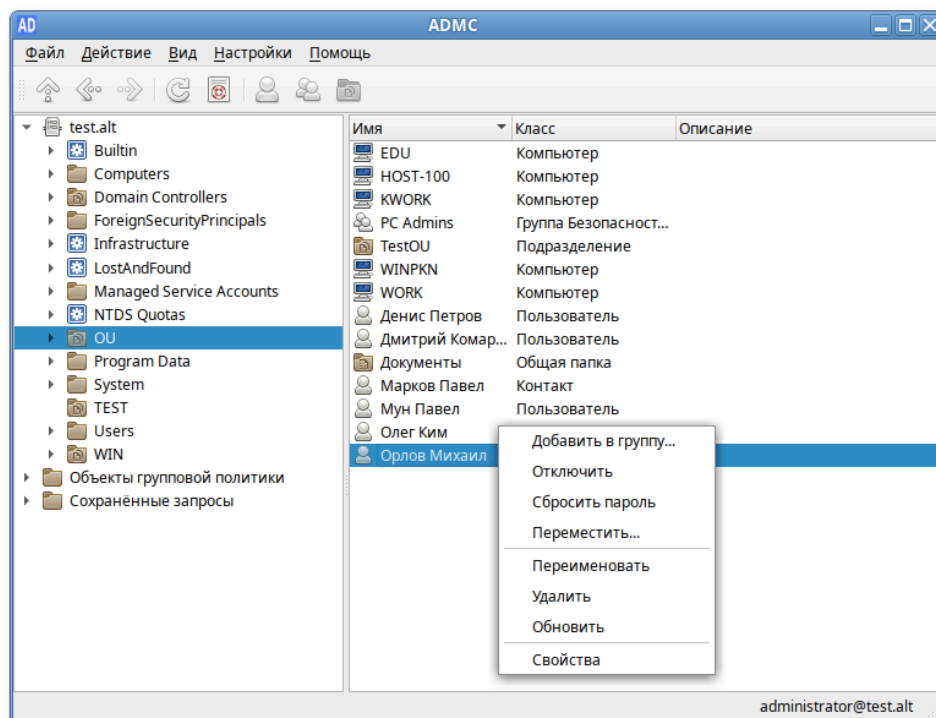 AD ADMC
Файл Действие Вид Настройки Помощь
test.alt
Builtin
Computers
Domain Controllers
ForeignSecurityPrincipals
Infrastructure
LostAndFound
Managed Service Accounts
NTDS Quotas
OU
Program Data
System
TEST
Users
WIN
Объекты групповой политики
Сохранённые запросы
Имя Класс Описание
EDU Компьютер
HOST-100 Компьютер
KWORK Компьютер
PC Admins Группа Безопасност...
TestOU Подразделение
WINPKN Компьютер
WORK Компьютер
Денис Петров Пользователь
Дмитрий Комар... Пользователь
Документы Общая папка
Марков Павел Контакт
Мун Павел Пользователь
Олег Ким
Орлов Михаил
Добавить в группу...
Отключить
Сбросить пароль
Переместить...
Переименовать
Удалить
Обновить
Свойства
administrator@test.alt